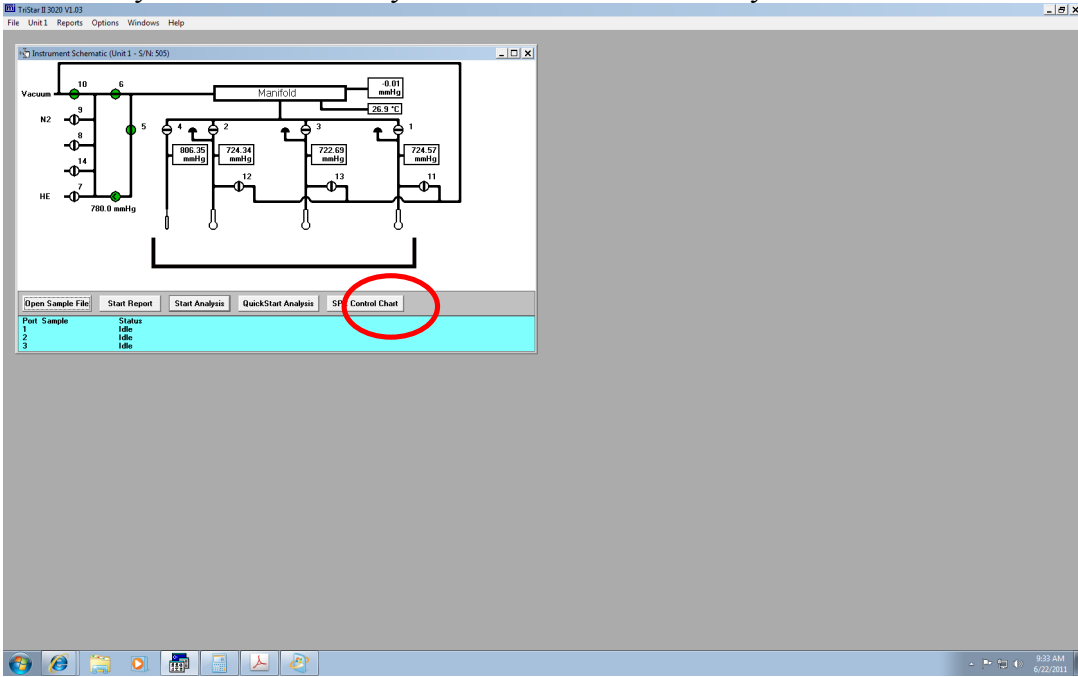 TriStar II 3020 V1.03
File Unit 1 Reports Options Windows Help
Instrument Schematic (Unit 1 - S/N: 505)
Vacuum
10
6
Manifold
-0.01
mmHg
26.9 °C
N2
9
5
4
2
3
1
8
806.35
mmHg
724.34
mmHg
722.69
mmHg
724.57
mmHg
14
12
13
11
HE
7
780.0 mmHg
Open Sample File Start Report Start Analysis QuickStart Analysis Control Chart
Port Sample Status
1 Idle
2 Idle
3 Idle
9:33 AM
6/22/2011